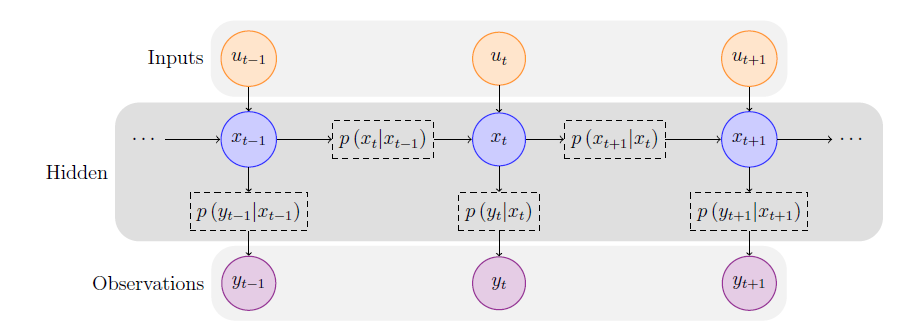 Inputs u_{t−1} u_t u_{t+1}
··· x_{t−1} p(x_t|x_{t−1}) x_t p(x_{t+1}|x_t) x_{t+1} ···
Hidden
p(y_{t−1}|x_{t−1}) p(y_t|x_t) p(y_{t+1}|x_{t+1})
Observations y_{t−1} y_t y_{t+1}